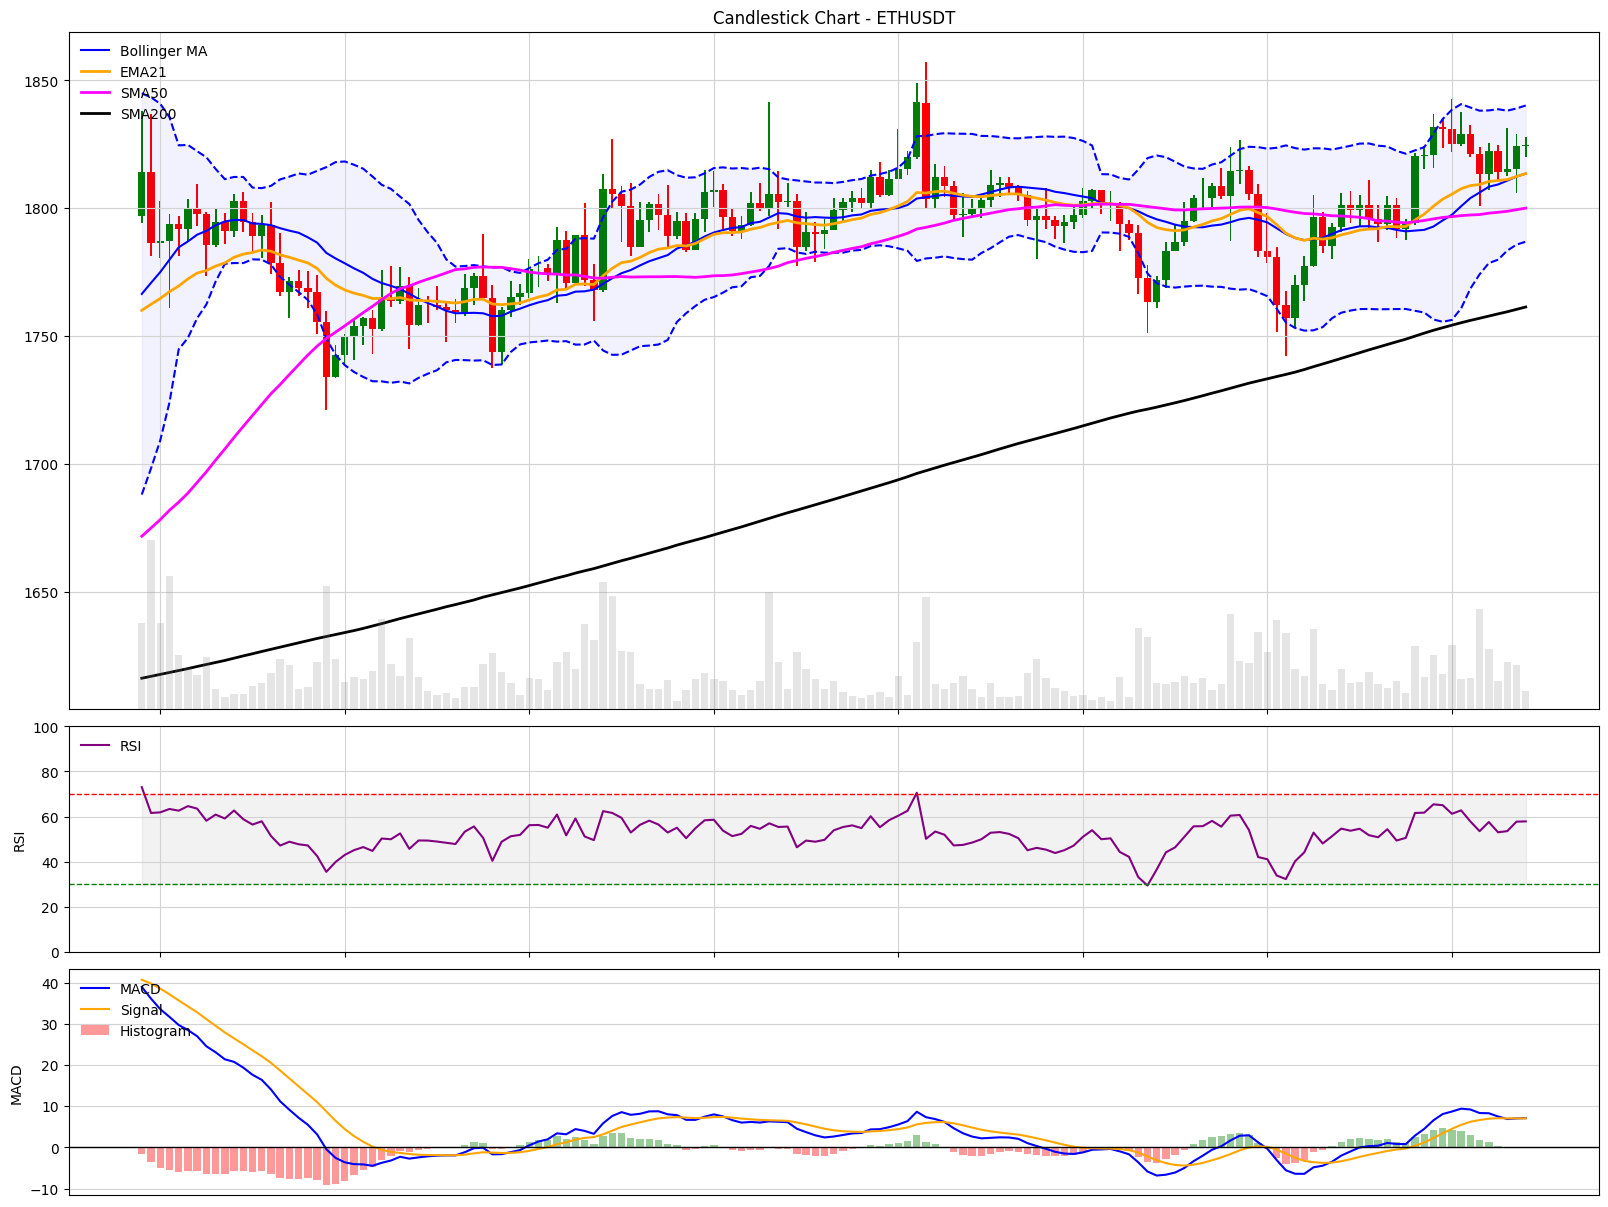 Candlestick Chart - ETHUSDT
Bollinger MA
EMA21
SMA50
SMA200
1850
1800
1750
1700
1650
RSI
100
80
60
40
20
0
RSI
MACD
Signal
Histogram
40
30
20
10
0
−10
MACD